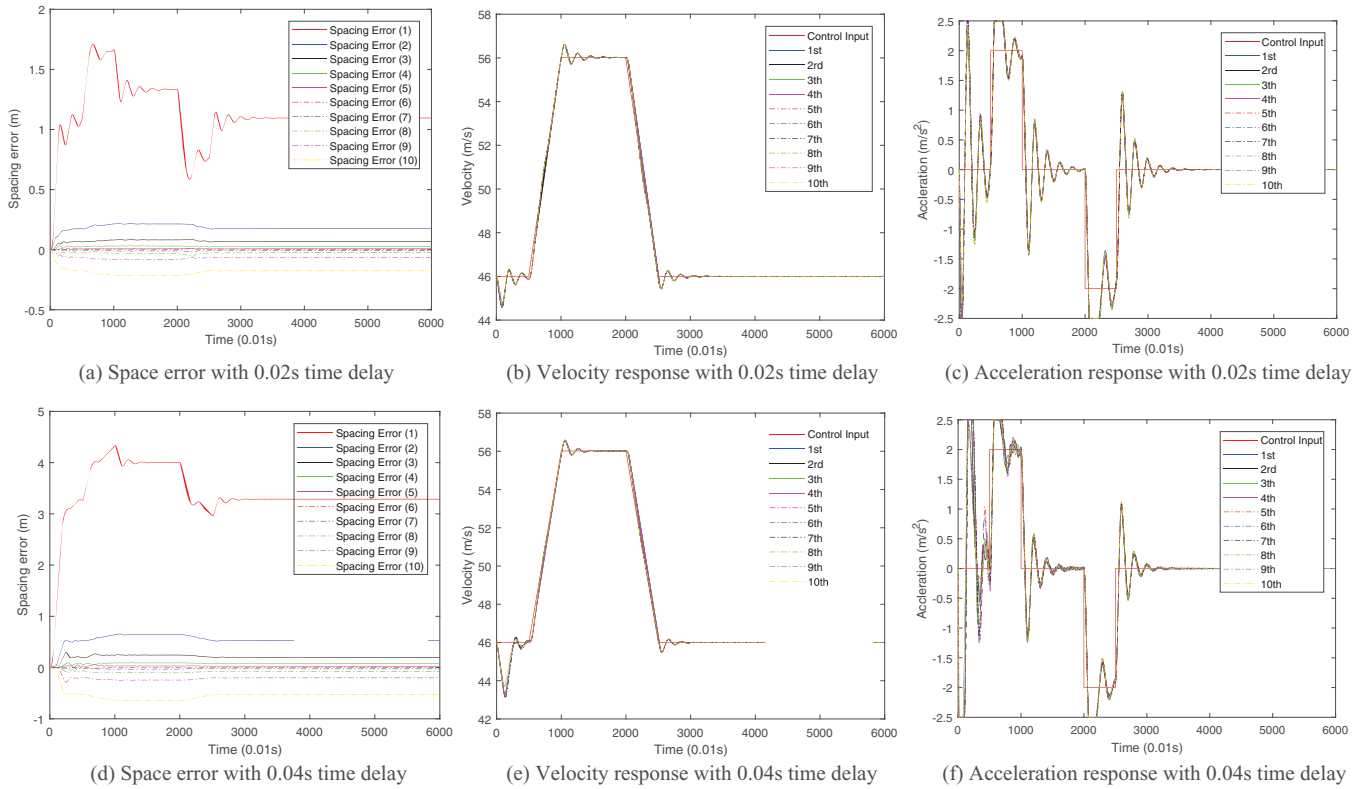 Spacing error (m)
2
1.5
1
0.5
0
-0.5
0
1000
2000
3000
4000
5000
6000
Time (0.01s)
Spacing Error (1)
Spacing Error (2)
Spacing Error (3)
Spacing Error (4)
Spacing Error (5)
Spacing Error (6)
Spacing Error (7)
Spacing Error (8)
Spacing Error (9)
Spacing Error (10)
(a) Space error with 0.02s time delay
Velocity (m/s)
58
56
54
52
50
48
46
44
0
1000
2000
3000
4000
5000
6000
Time (0.01s)
Control Input
1st
2rd
3th
4th
5th
6th
7th
8th
9th
10th
(b) Velocity response with 0.02s time delay
Accleration (m/s²)
2.5
2
1.5
1
0.5
0
-0.5
-1
-1.5
-2
-2.5
0
1000
2000
3000
4000
5000
6000
Time (0.01s)
Control Input
1st
2rd
3th
4th
5th
6th
7th
8th
9th
10th
(c) Acceleration response with 0.02s time delay
Spacing error (m)
5
4
3
2
1
0
-1
0
1000
2000
3000
4000
5000
6000
Time (0.01s)
Spacing Error (1)
Spacing Error (2)
Spacing Error (3)
Spacing Error (4)
Spacing Error (5)
Spacing Error (6)
Spacing Error (7)
Spacing Error (8)
Spacing Error (9)
Spacing Error (10)
(d) Space error with 0.04s time delay
Velocity (m/s)
58
56
54
52
50
48
46
44
42
0
1000
2000
3000
4000
5000
6000
Time (0.01s)
Control Input
1st
2rd
3th
4th
5th
6th
7th
8th
9th
10th
(e) Velocity response with 0.04s time delay
Accleration (m/s²)
2.5
2
1.5
1
0.5
0
-0.5
-1
-1.5
-2
-2.5
0
1000
2000
3000
4000
5000
6000
Time (0.01s)
Control Input
1st
2rd
3th
4th
5th
6th
7th
8th
9th
10th
(f) Acceleration response with 0.04s time delay